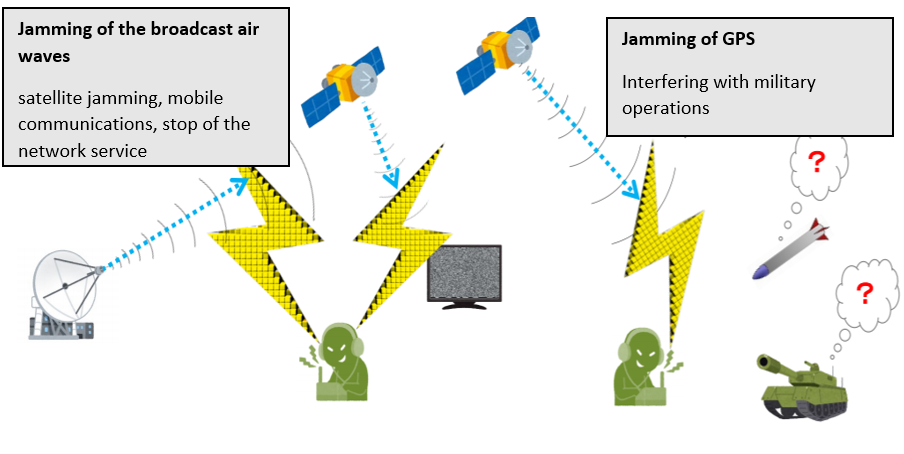 Jamming of the broadcast air
waves
satellite jamming, mobile
communications, stop of the
network service
Jamming of GPS
Interfering with military
operations
?
?